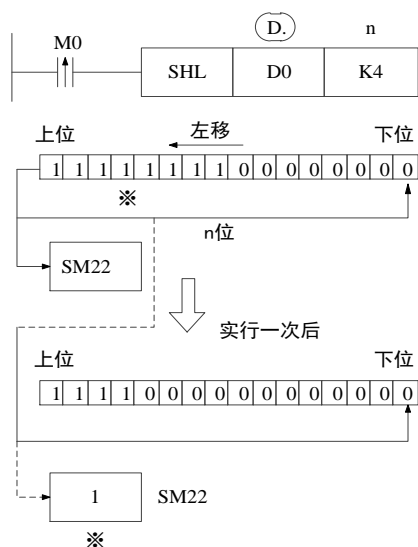 D. n
M0
SHL D0 K4
上位 左移 下位
1 1 1 1 1 1 1 1 0 0 0 0 0 0 0 0
※
n位
SM22
实行一次后
上位 下位
1 1 1 1 0 0 0 0 0 0 0 0 0 0 0 0
1 SM22
※